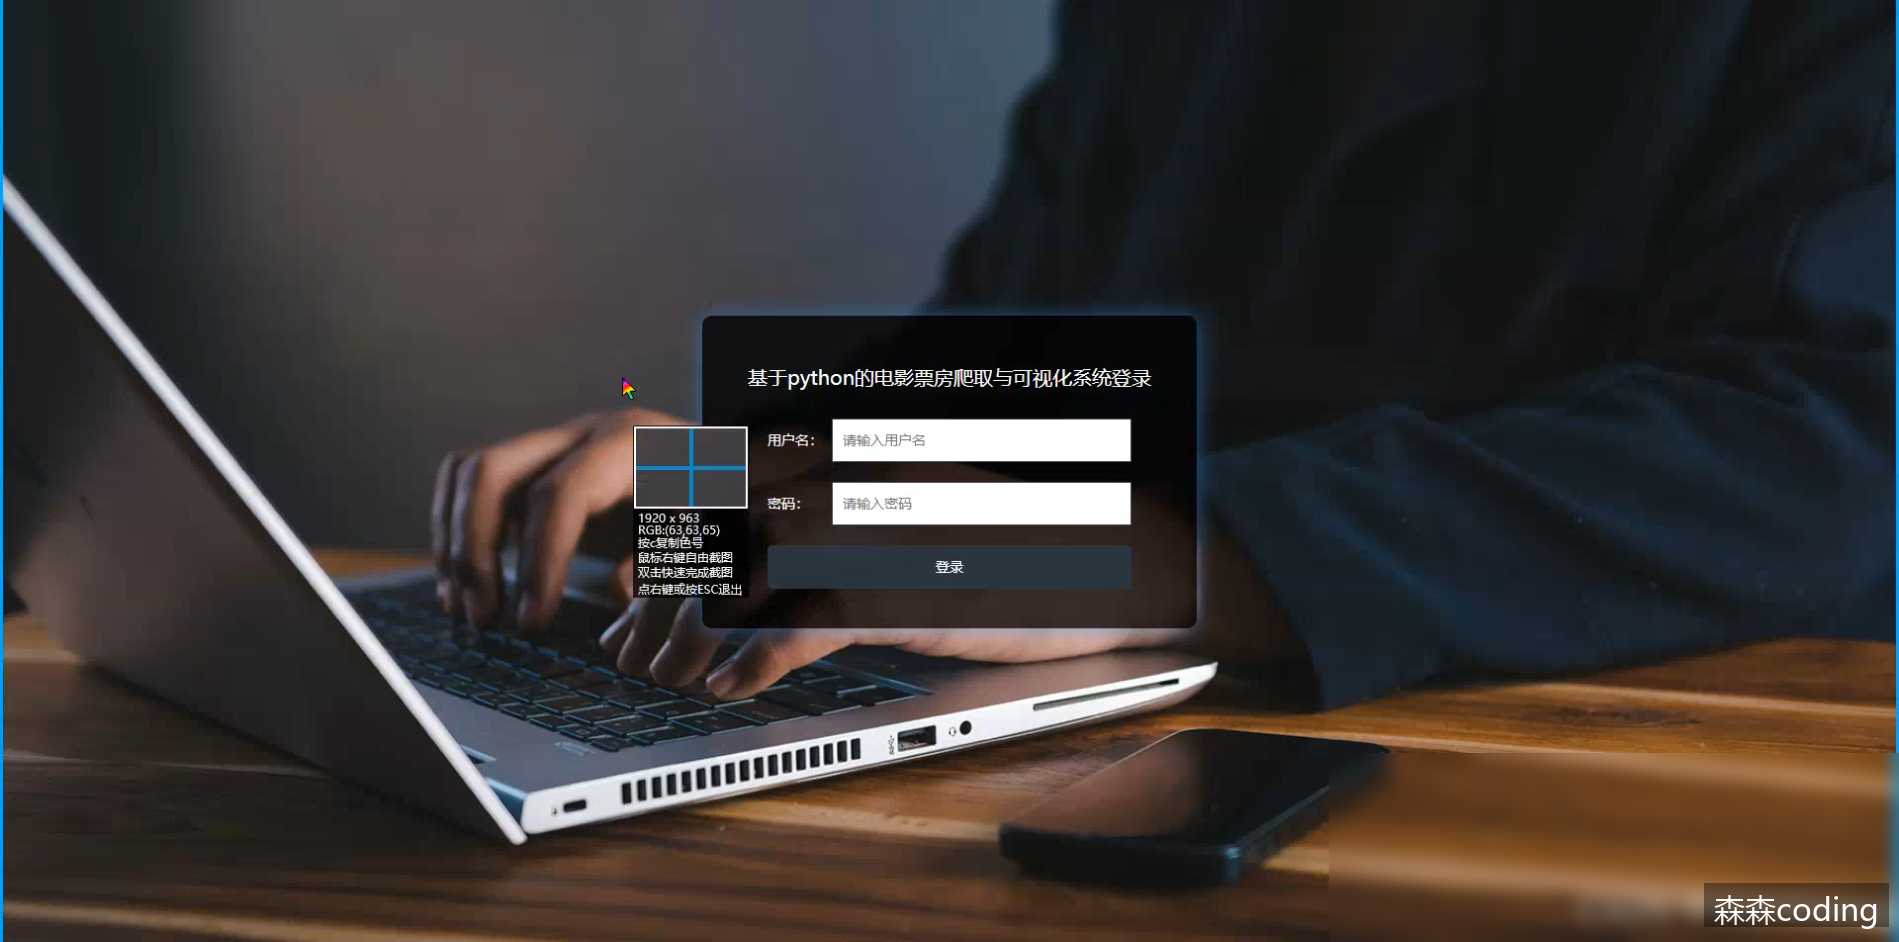 基于python的电影票房爬取与可视化系统登录
用户名:
请输入用户名
密码:
请输入密码
登录
1920 x 963
RGB:(63,63,65)
按c复制色号
鼠标右键自由截图
双击快速完成截图
点右键或按ESC退出
森森coding